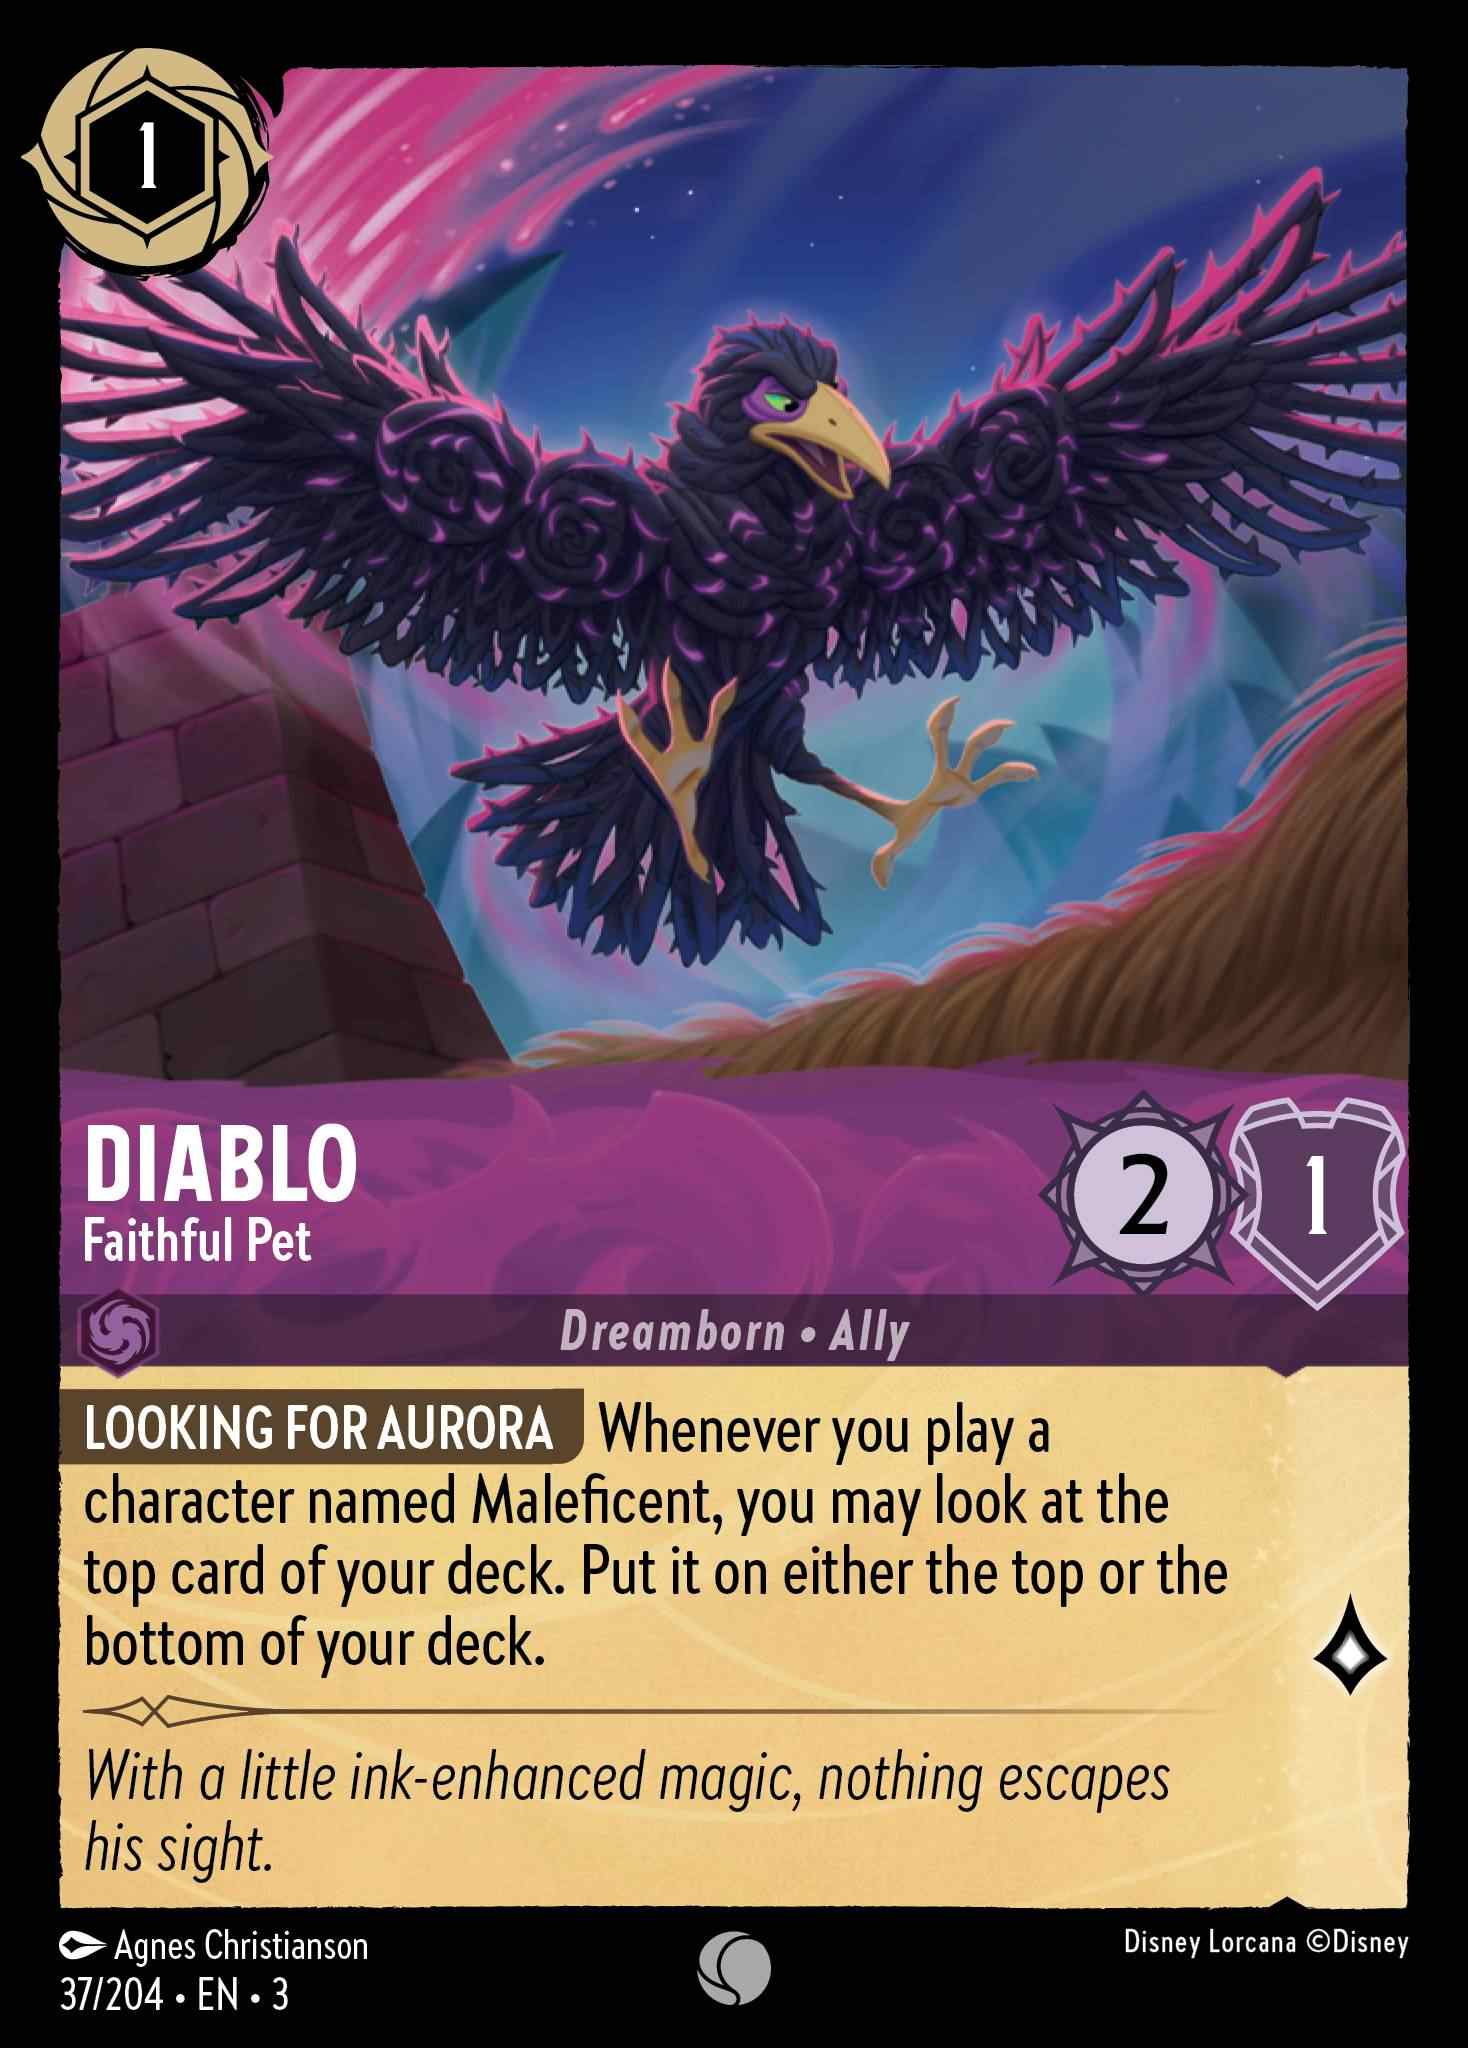 1
DIABLO
Faithful Pet
2 1
Dreamborn • Ally
LOOKING FOR AURORA Whenever you play a
character named Maleficent, you may look at the
top card of your deck. Put it on either the top or the
bottom of your deck.
With a little ink-enhanced magic, nothing escapes
his sight.
Agnes Christianson
37/204 • EN • 3
Disney Lorcana ©Disney